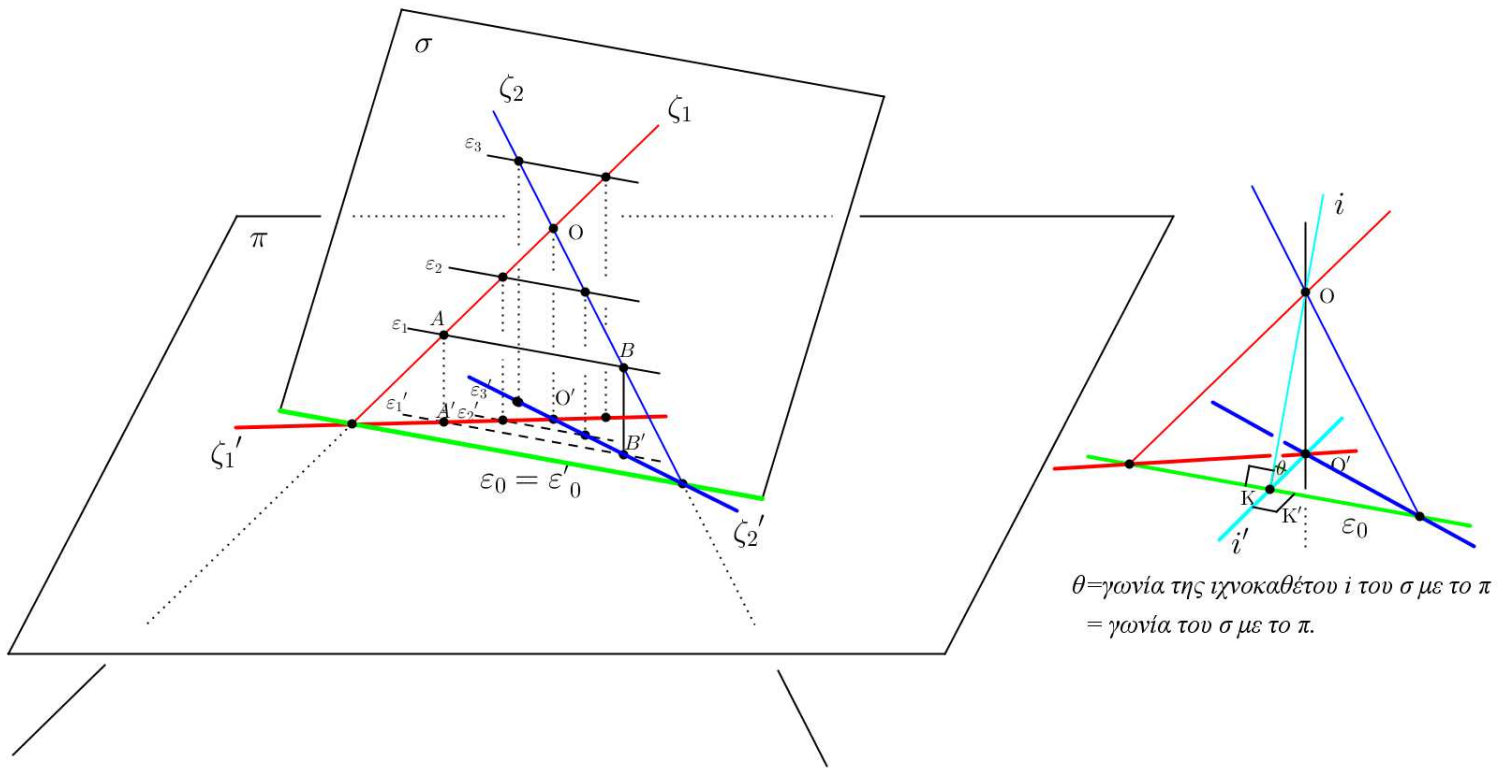 σ
ζ2
ζ1
ε3
π
O
ε2
ε1
A
B
ε3′
O′
ε1′
A′ ε2′
B′
ζ1′
ε0 = ε′0
ζ2′
i
O
θ
O′
K
K′
ε0
i′
θ=γωνία της ιχνοκαθέτου i του σ με το π
= γωνία του σ με το π.